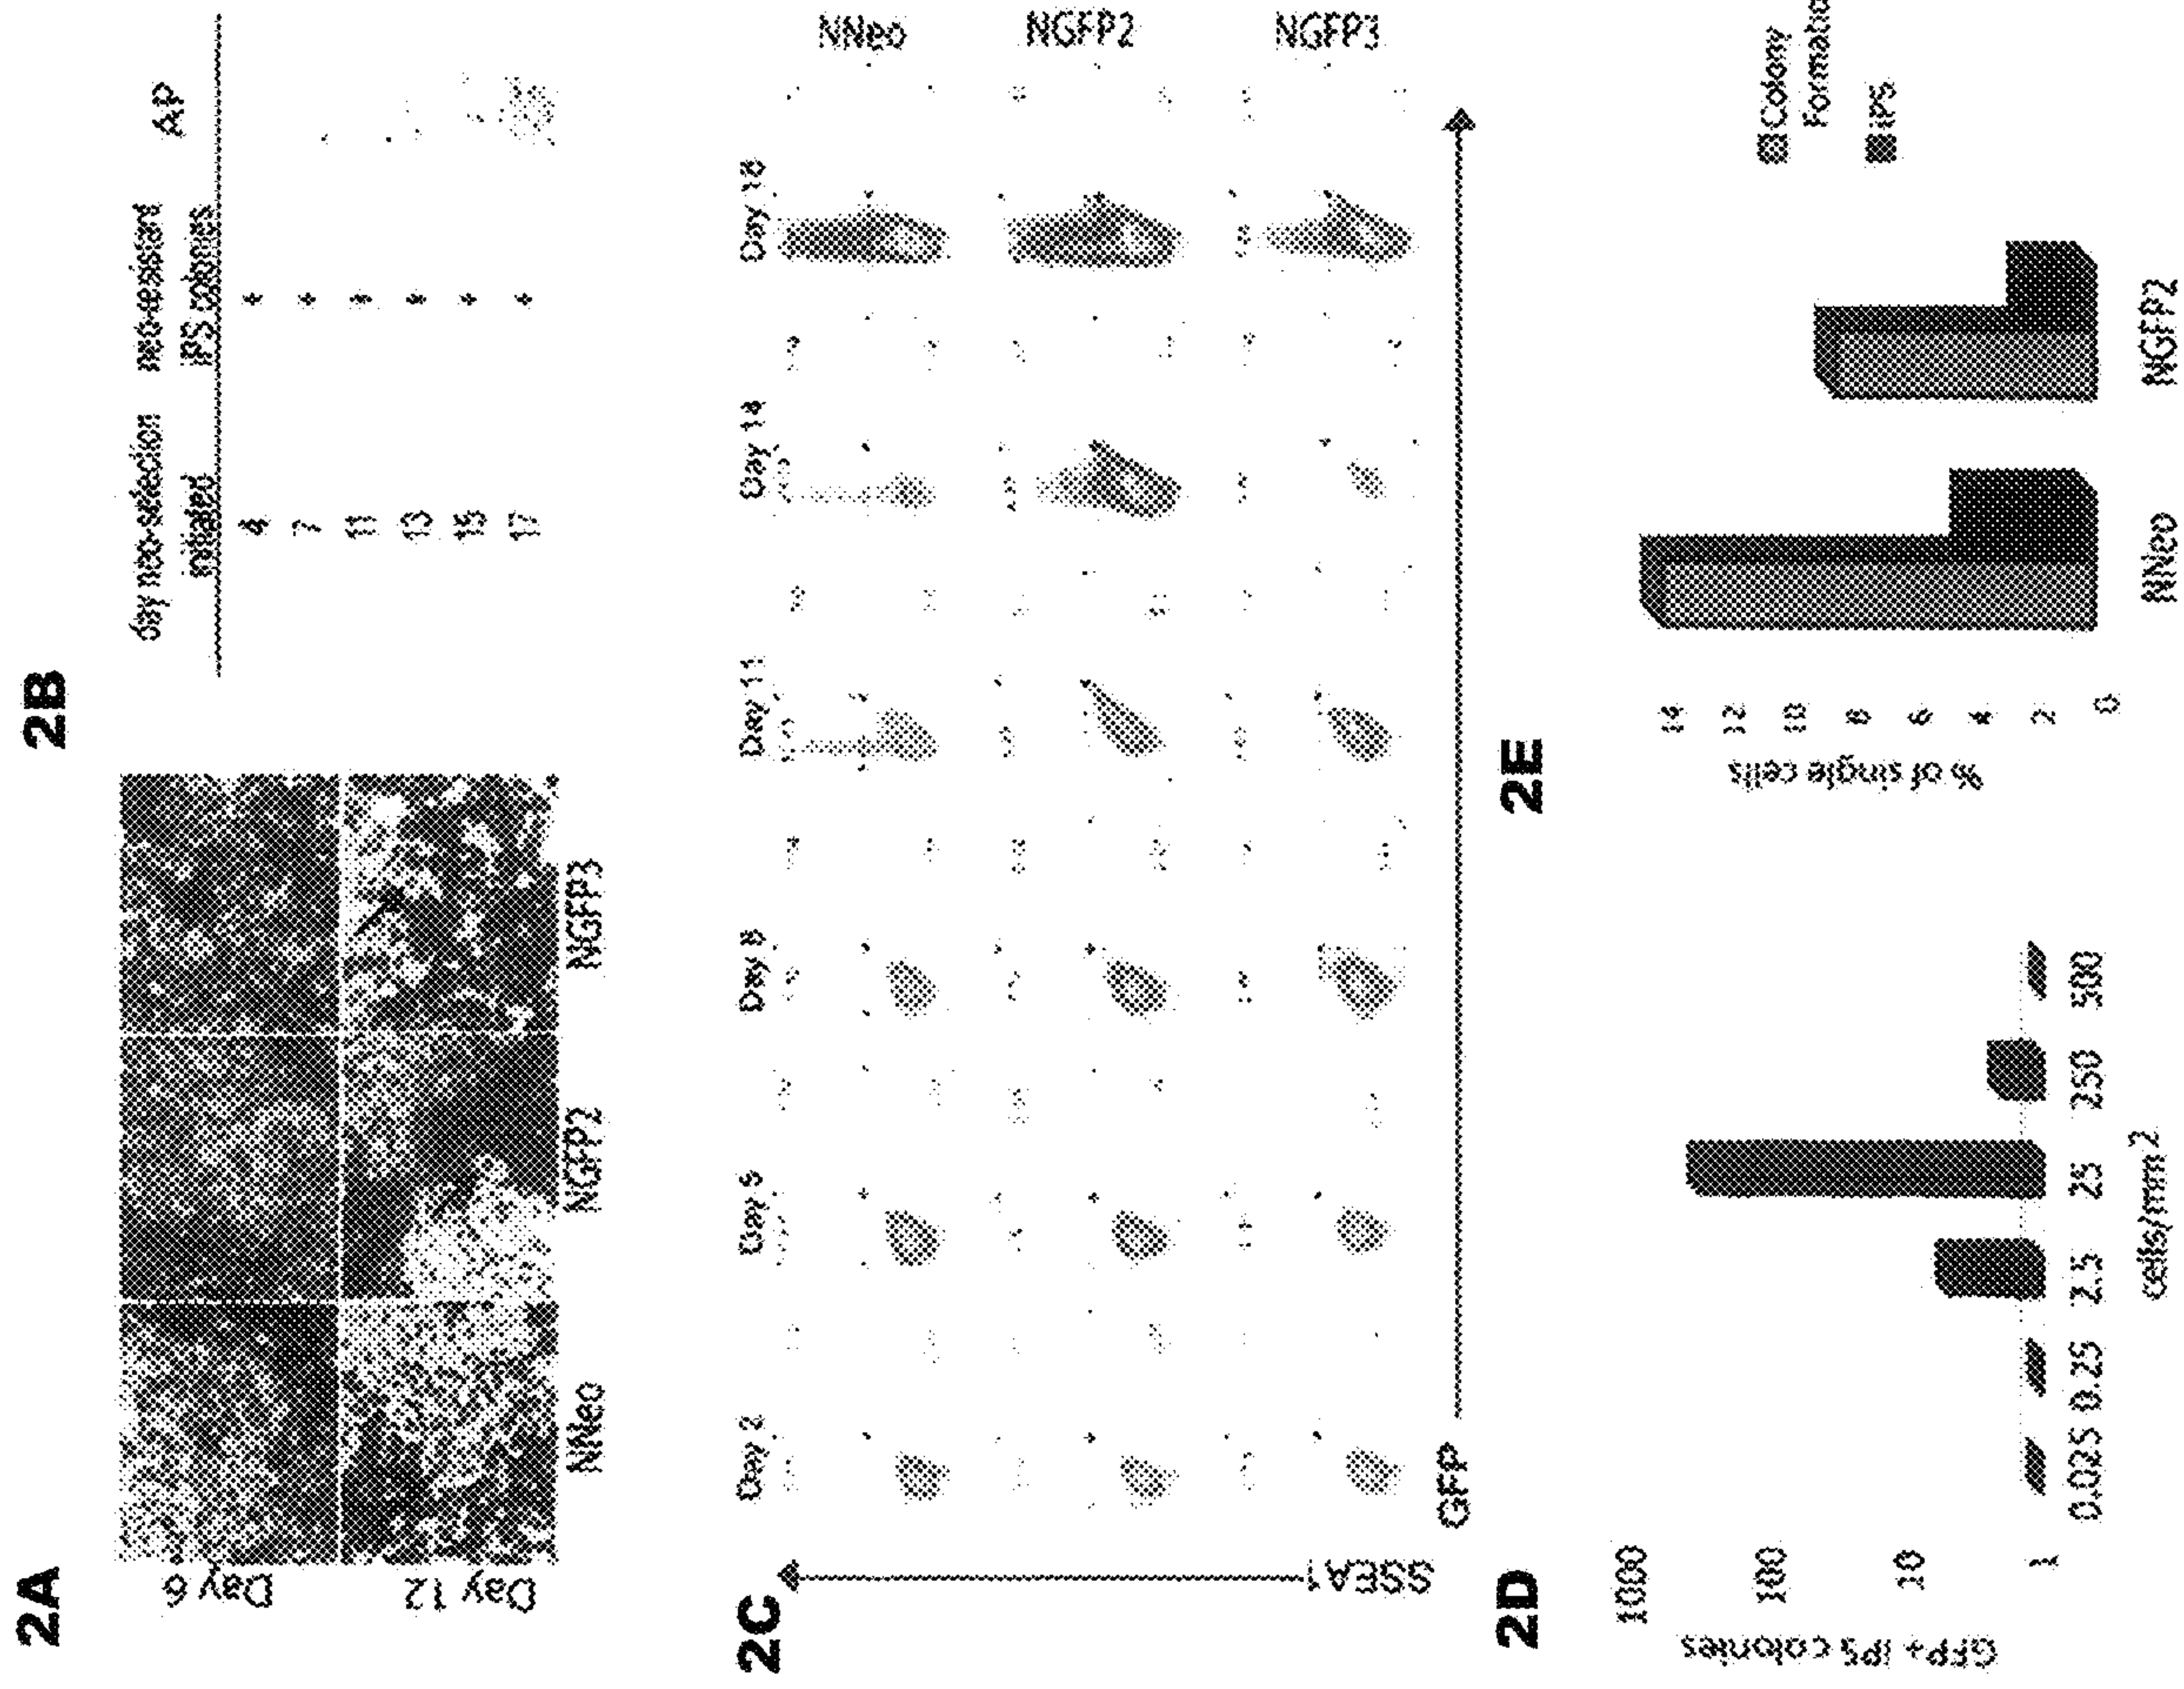 2A
Day 6
Day 12
NNeo
NGFP2
NGFP3
2B
day neo-selection
initiated
neo-resistant
iPS colonies
AP
4 +
7 +
11 +
13 +
15 +
17 +
2C
Day 2
Day 5
Day 8
Day 11
Day 14
Day 18
NNeo
NGFP2
NGFP3
SSEA1
GFP
2D
GFP+ iPS colonies
1000
100
10
1
0.025
0.25
2.5
25
250
500
cells/mm2
2E
% of single cells
14
12
10
8
6
4
2
0
NNeo
NGFP2
Colony
Formatio
iPS